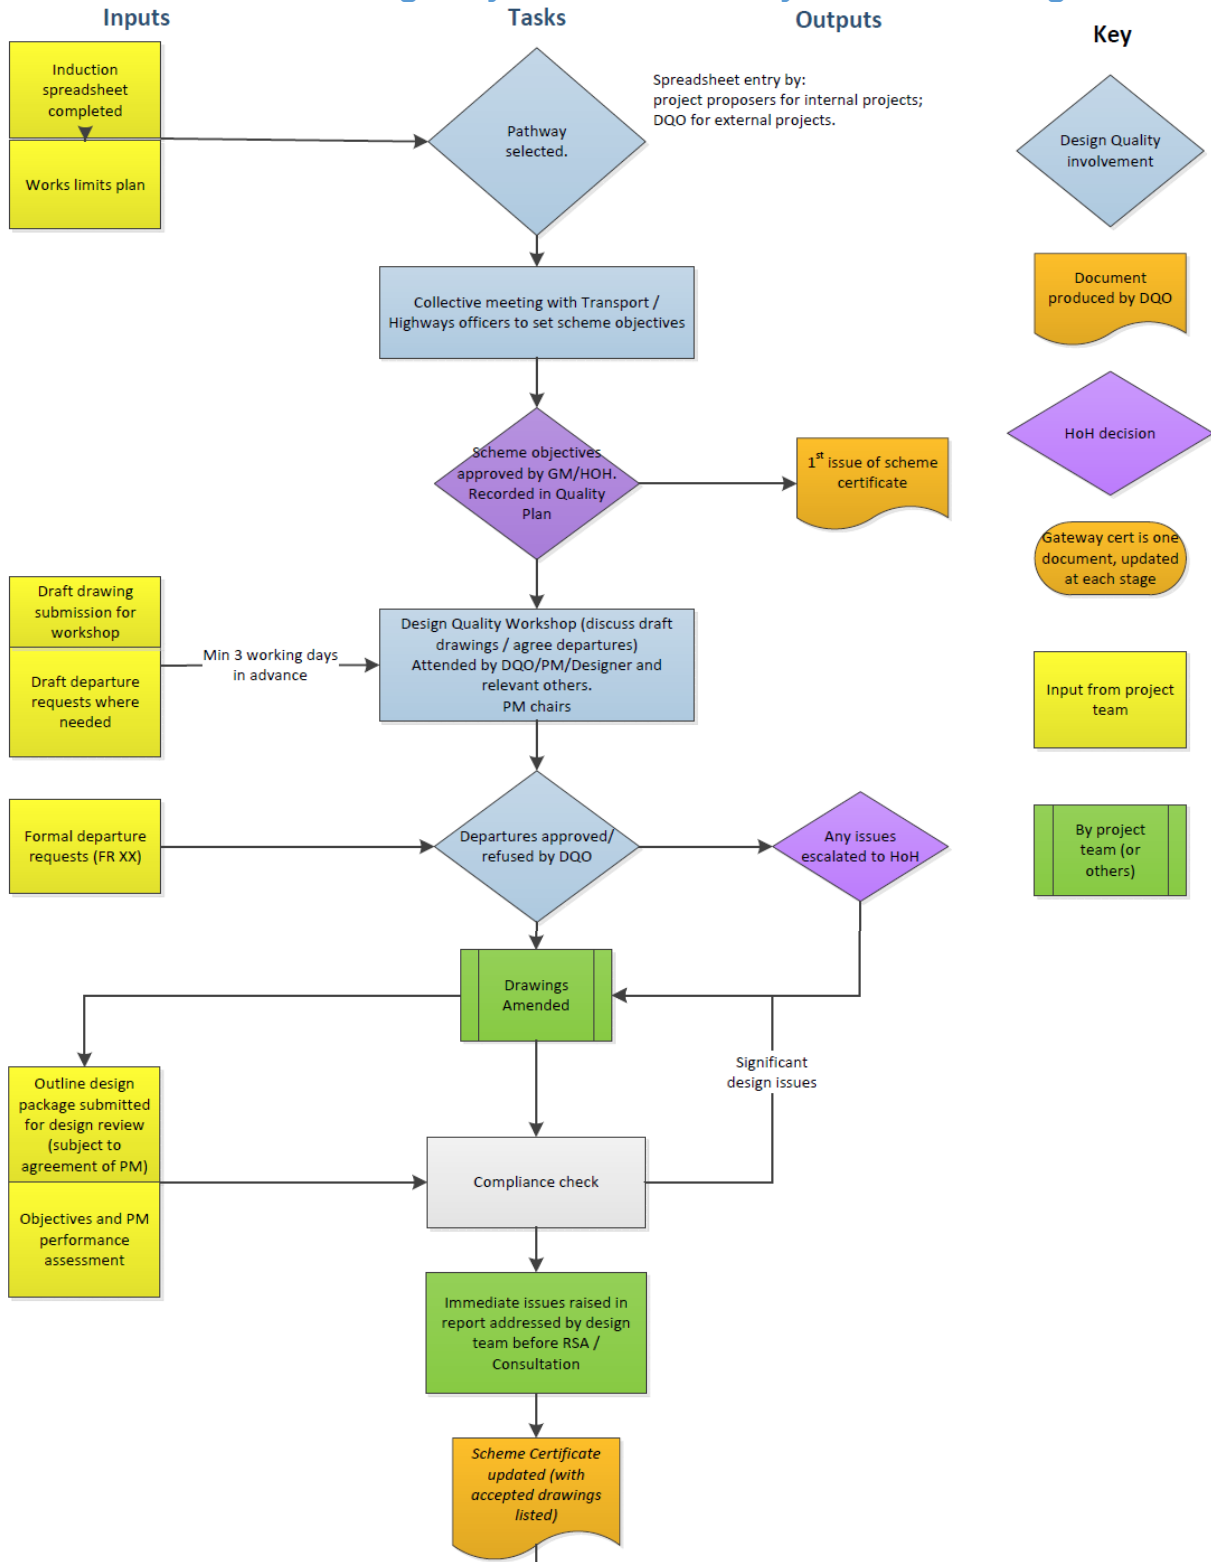 Inputs
Tasks
Outputs
Key
Induction
spreadsheet
completed
Works limits plan
Pathway
selected.
Spreadsheet entry by:
project proposers for internal projects;
DQO for external projects.
Design Quality
involvement
Collective meeting with Transport /
Highways officers to set scheme objectives
Document
produced by DQO
Scheme objectives
approved by GM/HOH.
Recorded in Quality
Plan
1st issue of scheme
certificate
HoH decision
Gateway cert is one
document, updated
at each stage
Draft drawing
submission for
workshop
Draft departure
requests where
needed
Min 3 working days
in advance
Design Quality Workshop (discuss draft
drawings / agree departures)
Attended by DQO/PM/Designer and
relevant others.
PM chairs
Input from project
team
Formal departure
requests (FR XX)
Departures approved/
refused by DQO
Any issues
escalated to HoH
By project
team (or
others)
Drawings
Amended
Significant
design issues
Outline design
package submitted
for design review
(subject to
agreement of PM)
Objectives and PM
performance
assessment
Compliance check
Immediate issues raised in
report addressed by design
team before RSA /
Consultation
Scheme Certificate
updated (with
accepted drawings
listed)